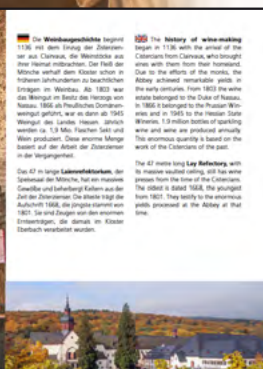 Die Weinbaugeschichte beginnt
1136 mit dem Einzug der Zisterzien-
ser aus Clairvaux, die Weinstöcke aus
ihrer Heimat mitbrachten. Der Fleiß der
Mönche verhalf dem Kloster schon in
früheren Jahrhunderten zu beachtlichen
Erträgen im Weinbau. Ab 1803 war
das Weingut im Besitz des Herzogs von
Nassau. 1866 als Preußisches Domänen-
weingut geführt, war es dann ab 1945
Weingut des Landes Hessen. Jährlich
werden ca. 1,9 Mio. Flaschen Sekt und
Wein produziert. Diese enorme Menge
basiert auf der Arbeit der Zisterzienser
in der Vergangenheit.
Das 47 m lange Laienrefektorium, der
Speisesaal der Mönche, hat ein massives
Gewölbe und beherbergt Keltern aus der
Zeit der Zisterzienser. Die älteste trägt die
Aufschrift 1668, die jüngste stammt von
1801. Sie sind Zeugen von den enormen
Ernteerträgen, die damals im Kloster
Eberbach verarbeitet wurden.
The history of wine-making
began in 1136 with the arrival of the
Cistercians from Clairvaux, who brought
vines with them from their homeland.
Due to the efforts of the monks, the
Abbey achieved remarkable yields in
the early centuries. From 1803 the wine
estate belonged to the Duke of Nassau.
In 1866 it belonged to the Prussian Win-
eries and in 1945 to the Hessian State
Wineries. 1.9 million bottles of sparkling
wine and wine are produced annually.
This enormous quantity is based on the
work of the Cistercians of the past.
The 47 metre long Lay Refectory, with
its massive vaulted ceiling, still has wine
presses from the time of the Cistercians.
The oldest is dated 1668, the youngest
from 1801. They testify to the enormous
yields processed at the Abbey at that
time.